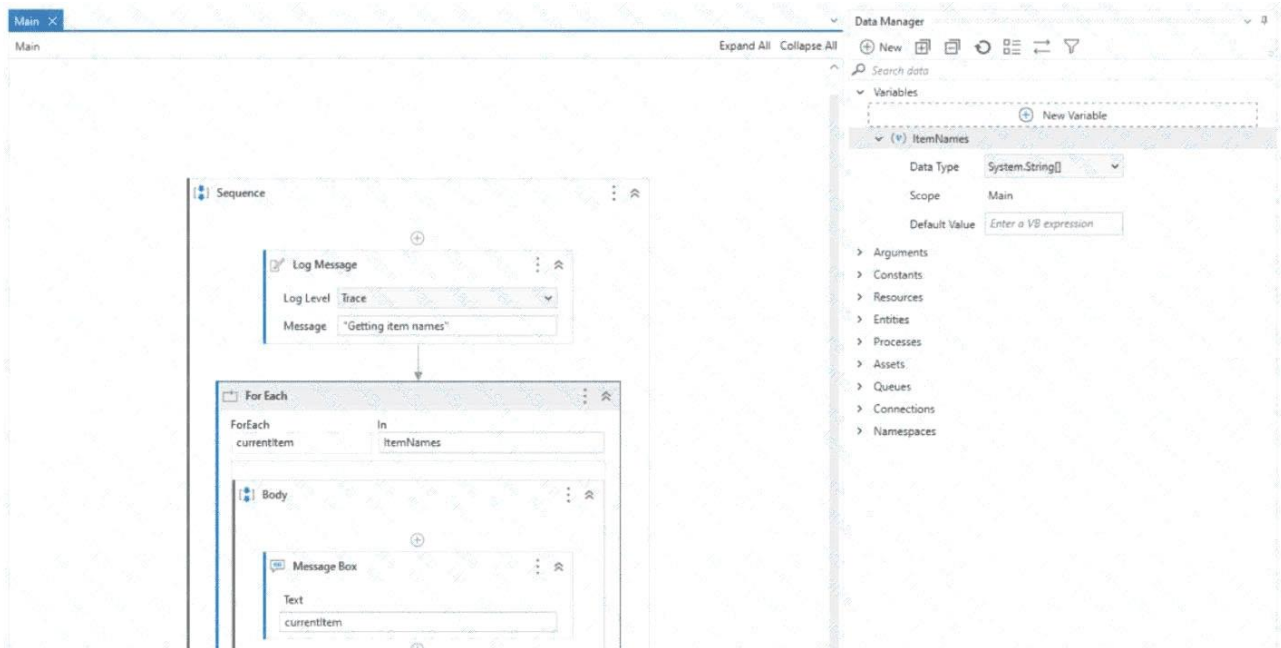 Main
Main
Expand All Collapse All
Sequence
Log Message
Log Level Trace
Message "Getting item names"
For Each
ForEach In
currentItem ItemNames
Body
Message Box
Text
currentItem
Data Manager
New
Search data
Variables
New Variable
(v) ItemNames
Data Type System.String[]
Scope Main
Default Value Enter a VB expression
Arguments
Constants
Resources
Entities
Processes
Assets
Queues
Connections
Namespaces